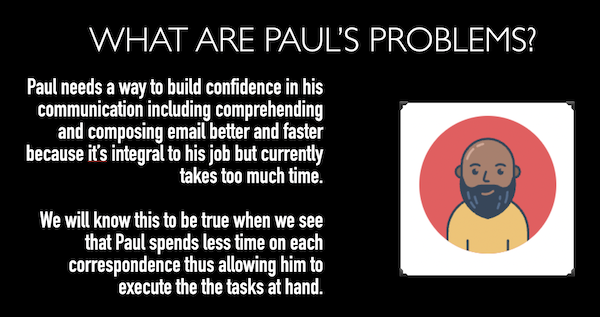 WHAT ARE PAUL'S PROBLEMS?
Paul needs a way to build confidence in his
communication including comprehending
and composing email better and faster
because it's integral to his job but currently
takes too much time.
We will know this to be true when we see
that Paul spends less time on each
correspondence thus allowing him to
execute the the tasks at hand.